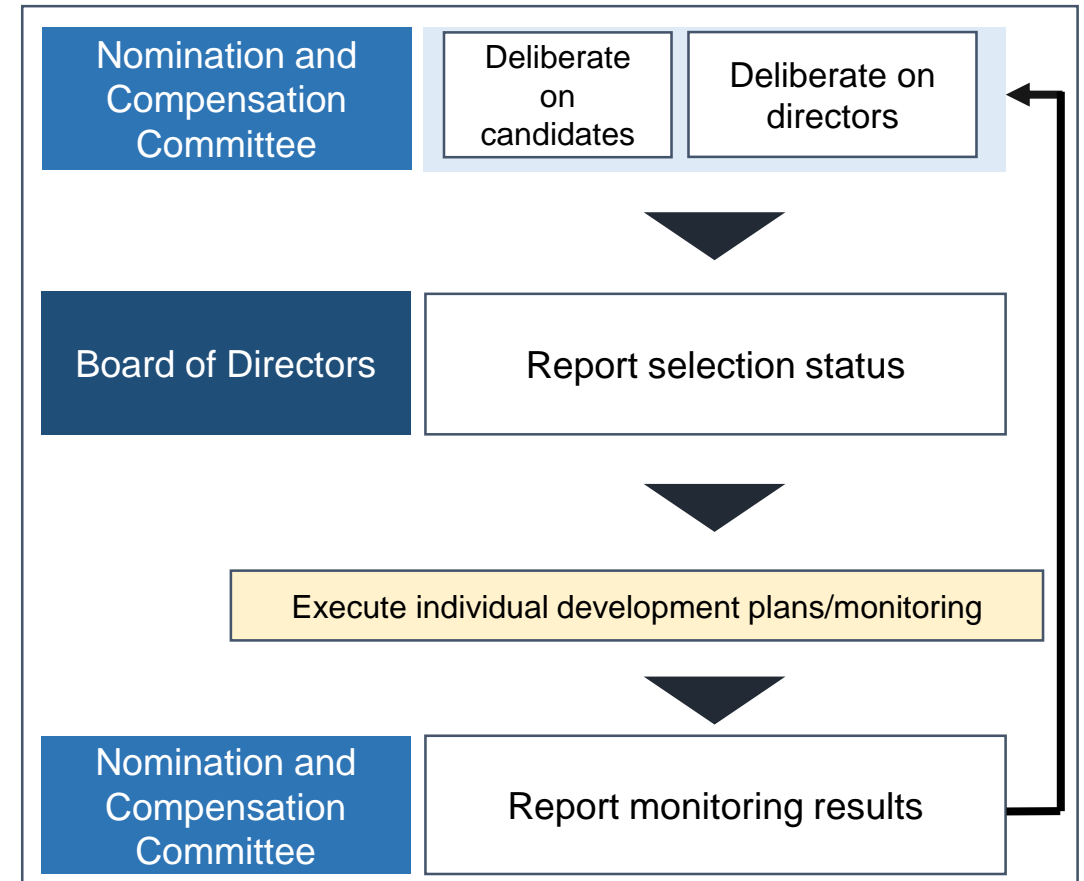 Nomination and
Compensation
Committee
Deliberate
on
candidates
Deliberate on
directors
Board of Directors
Report selection status
Execute individual development plans/monitoring
Nomination and
Compensation
Committee
Report monitoring results